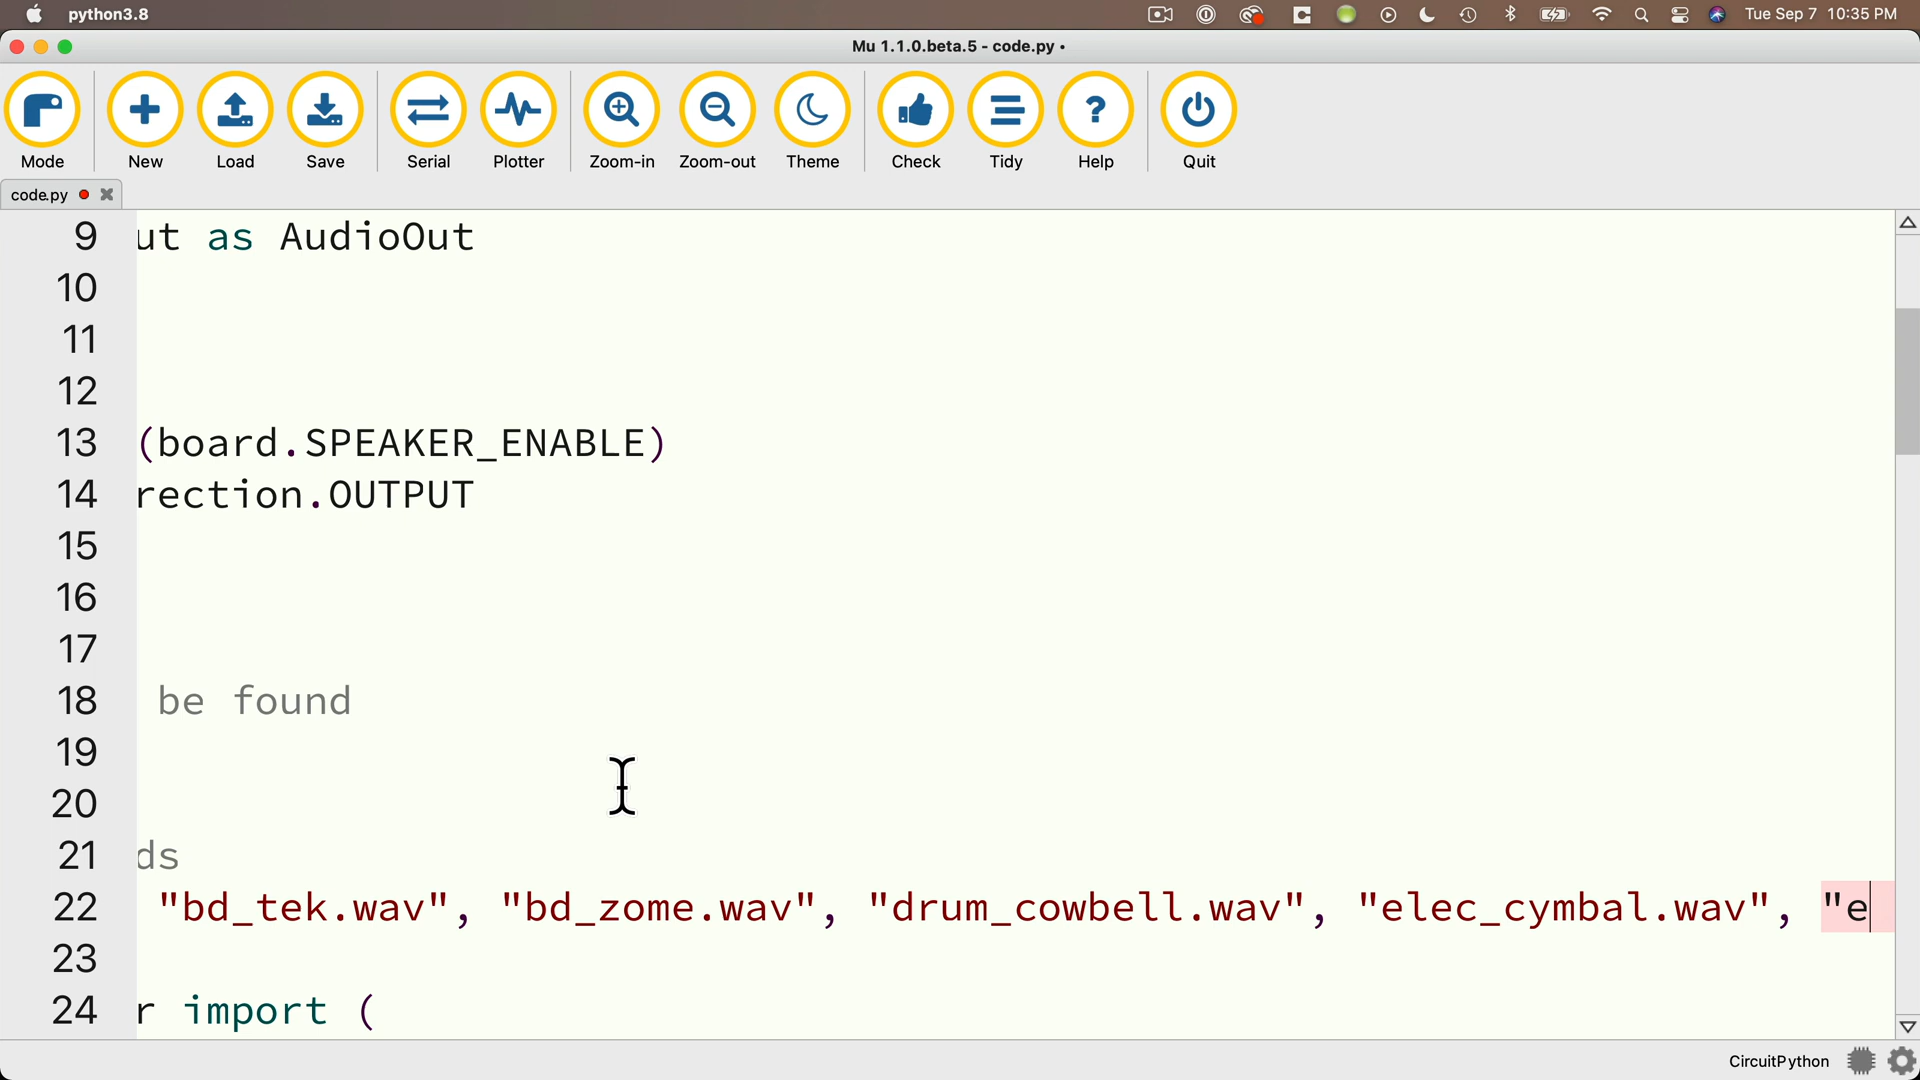 python3.8
Tue Sep 7 10:35 PM
Mu 1.1.0.beta.5 - code.py •
Mode New Load Save Serial Plotter Zoom-in Zoom-out Theme Check Tidy Help Quit
code.py
9 ut as AudioOut
10
11
12
13 (board.SPEAKER_ENABLE)
14 rection.OUTPUT
15
16
17
18 be found
19
20
21 ds
22 "bd_tek.wav", "bd_zome.wav", "drum_cowbell.wav", "elec_cymbal.wav", "e
23
24 r import (
CircuitPython